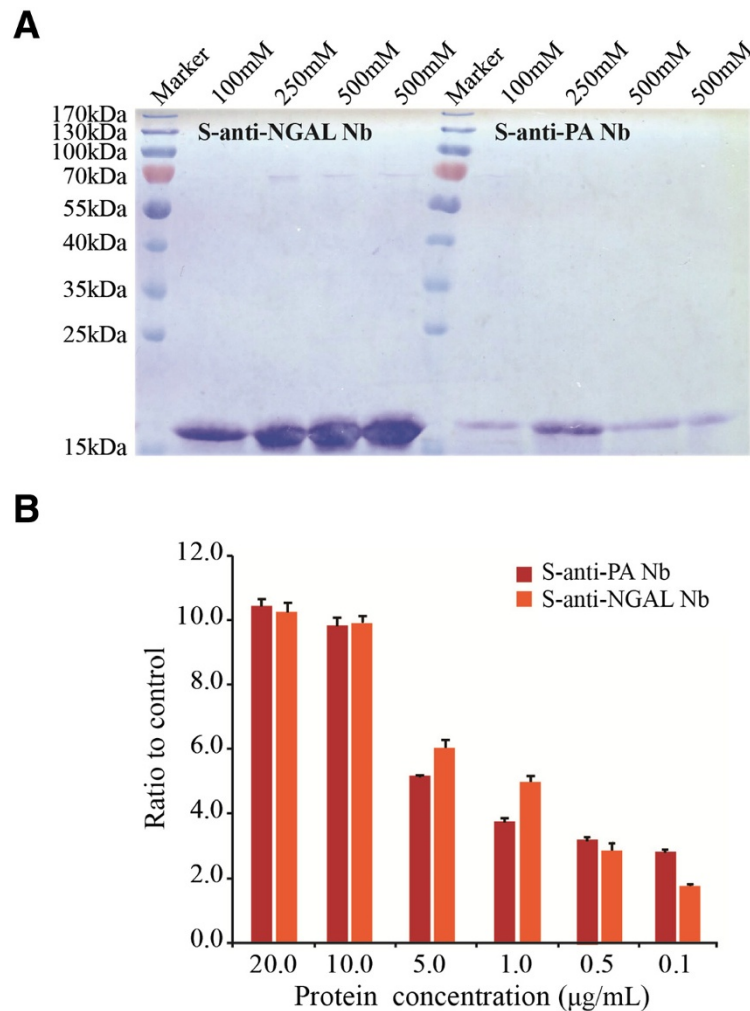 A
Marker 100mM 250mM 500mM 500mM Marker 100mM 250mM 500mM 500mM
170kDa
130kDa
100kDa
70kDa
55kDa
40kDa
35kDa
25kDa
15kDa
S-anti-NGAL Nb S-anti-PA Nb
B
12.0
10.0
8.0
6.0
4.0
2.0
0.0
Ratio to control
S-anti-PA Nb
S-anti-NGAL Nb
20.0 10.0 5.0 1.0 0.5 0.1
Protein concentration (μg/mL)